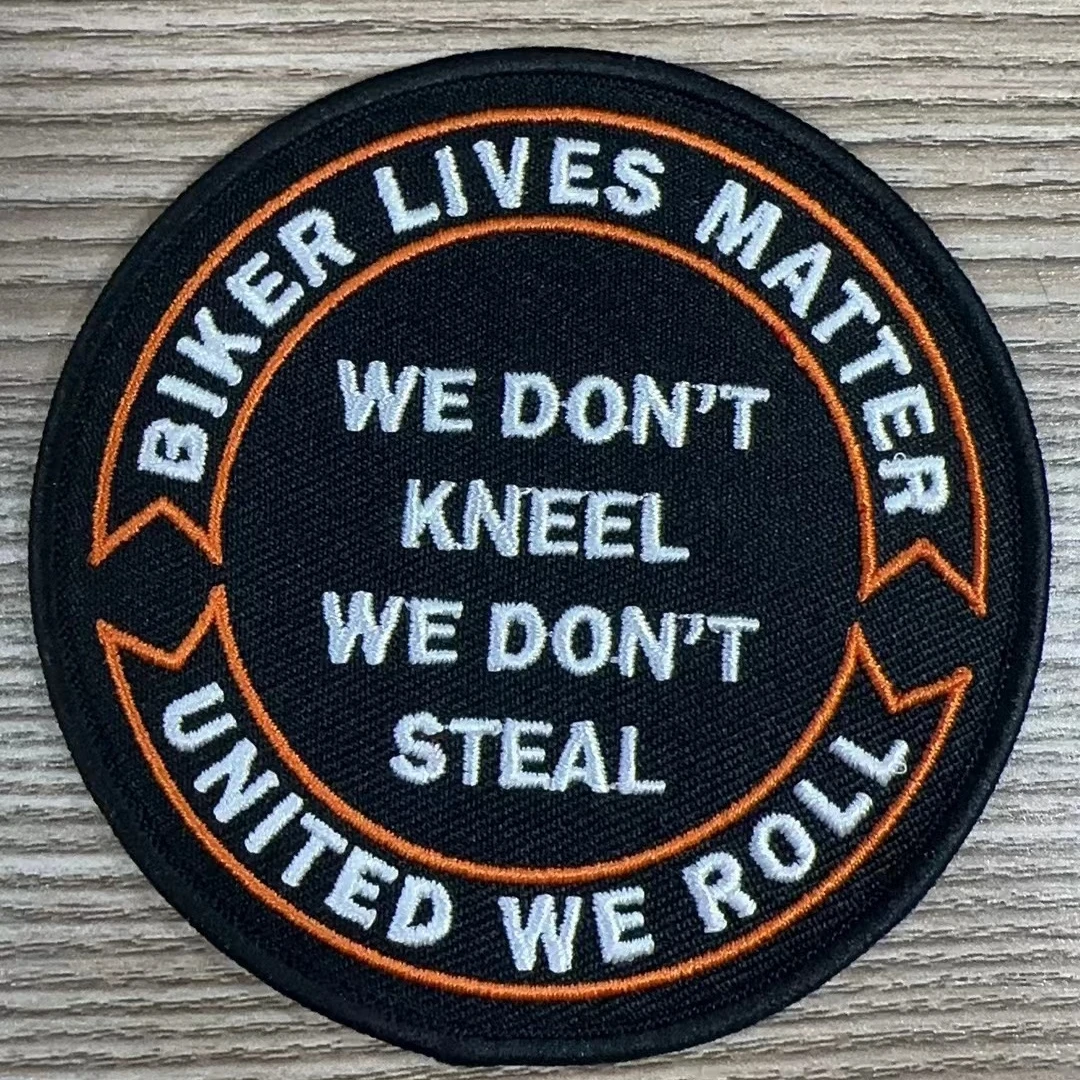 BIKER LIVES MATTER
WE DON'T
KNEEL
WE DON'T
STEAL
UNITED WE ROLL